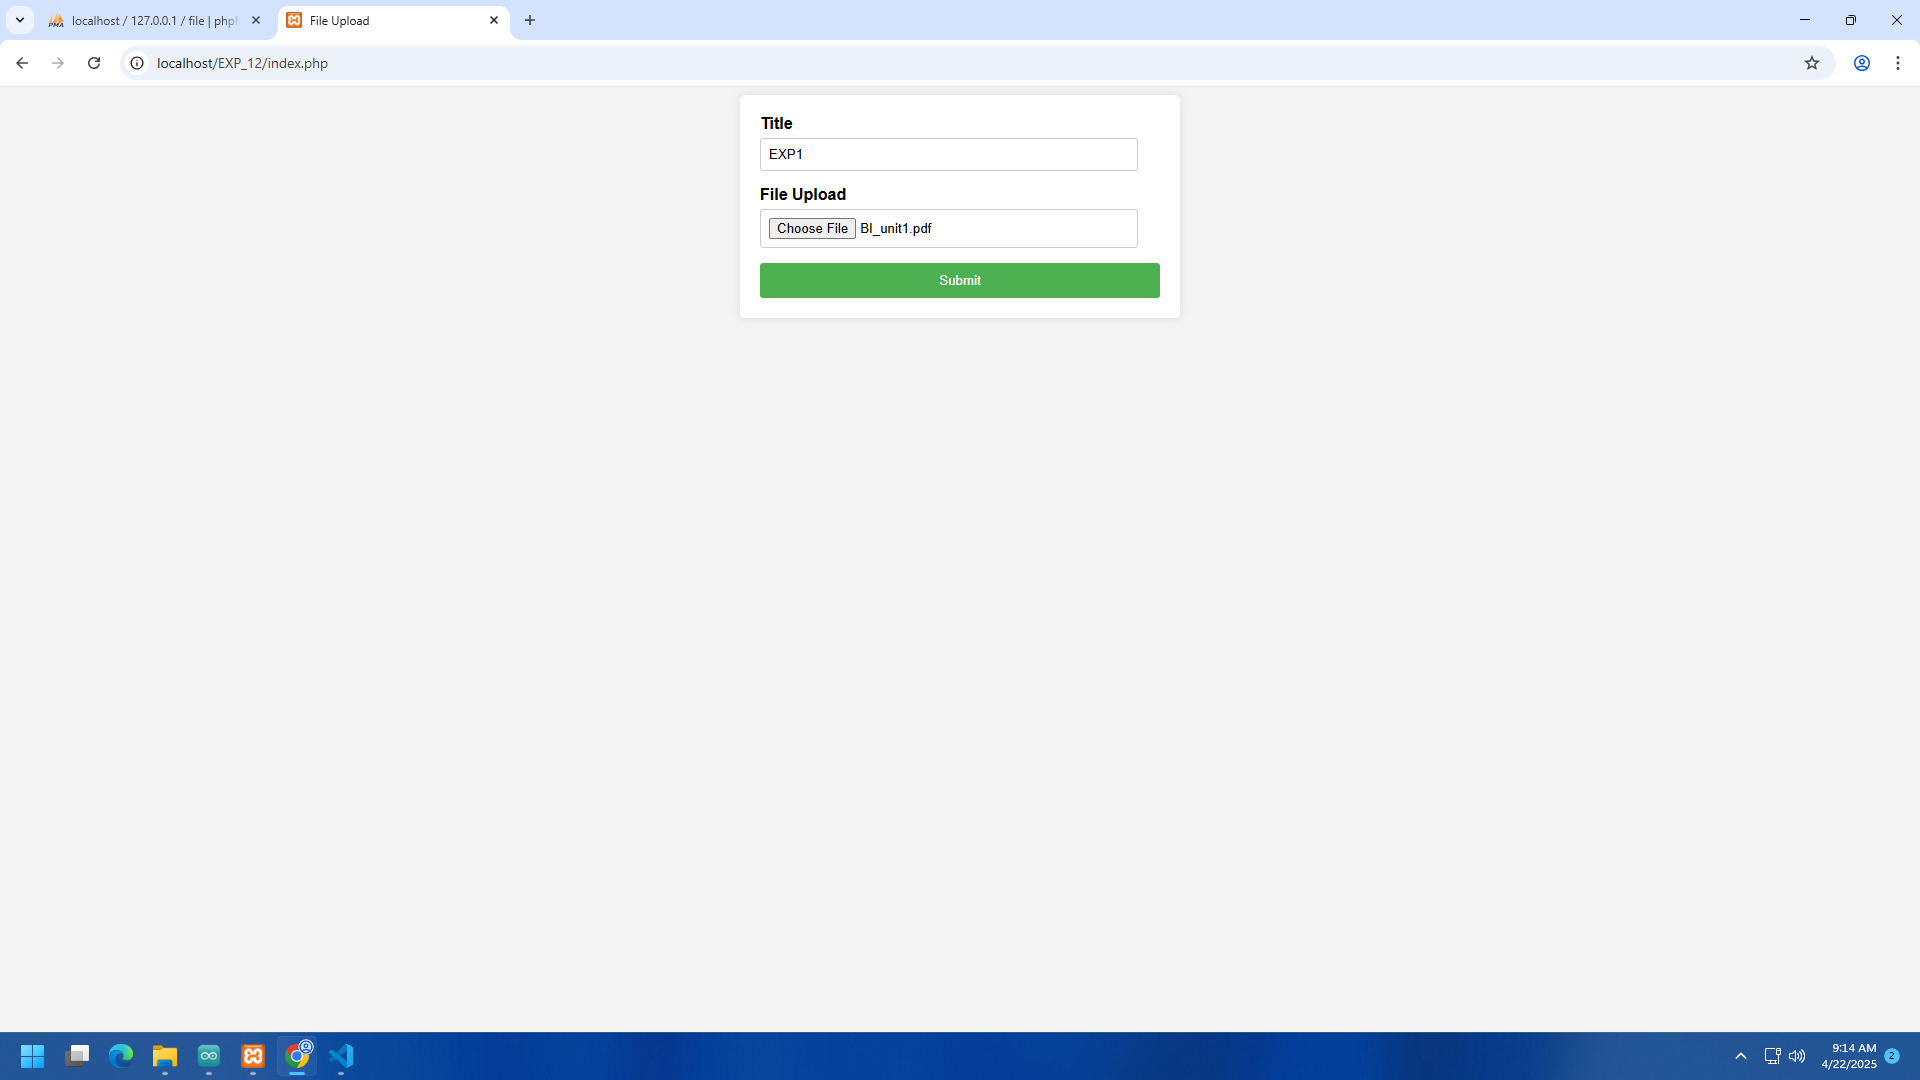 localhost / 127.0.0.1 / file | php
File Upload
localhost/EXP_12/index.php
Title
EXP1
File Upload
Choose File BI_unit1.pdf
Submit
9:14 AM
4/22/2025
2